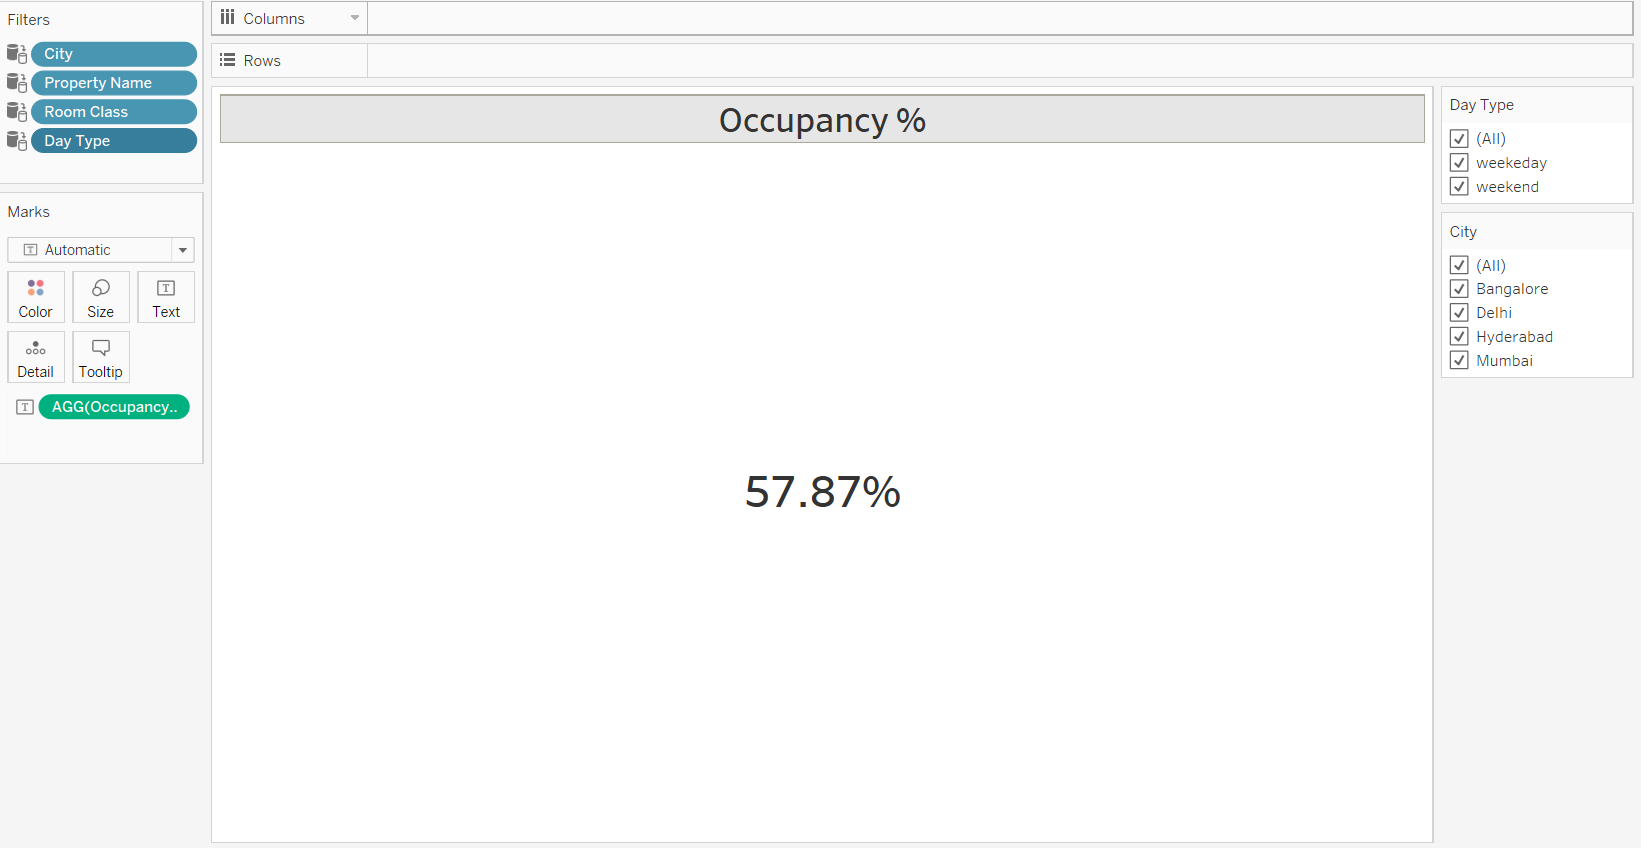 Filters
City
Property Name
Room Class
Day Type
Marks
Automatic
Color
Size
Text
Detail
Tooltip
AGG(Occupancy..
Columns
Rows
Occupancy %
57.87%
Day Type
(All)
weekeday
weekend
City
(All)
Bangalore
Delhi
Hyderabad
Mumbai